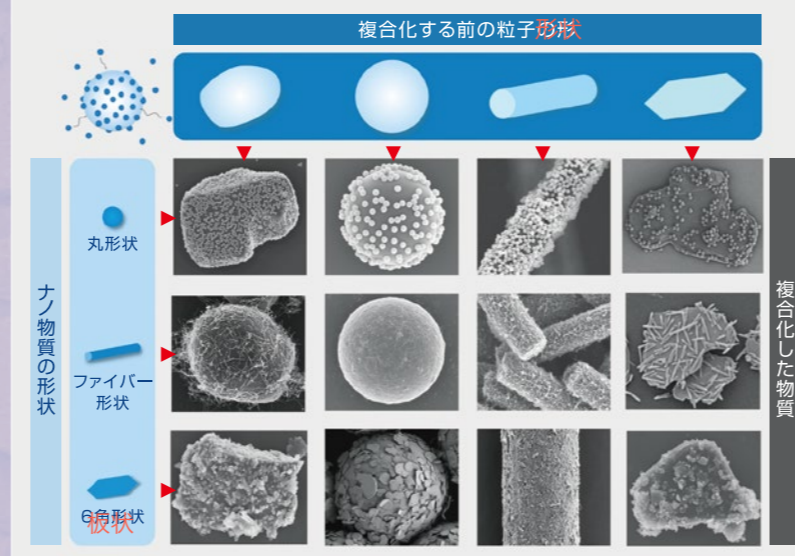 複合化する前の粒子の形
形状
丸形状
ナノ物質の形状
ファイバー
形状
6角形状
板状
複合化した物質